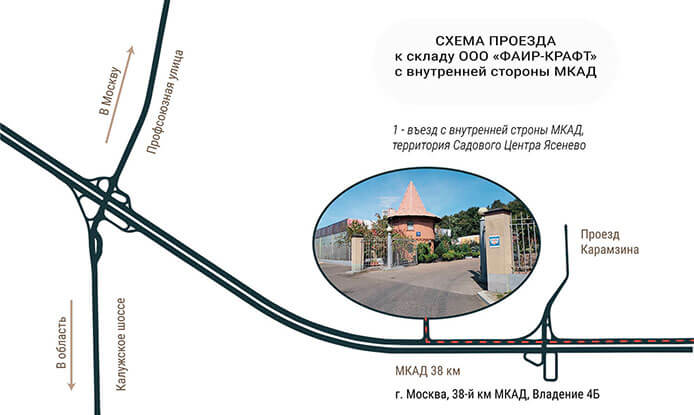 СХЕМА ПРОЕЗДА
к складу ООО «ФАИР-КРАФТ»
с внутренней стороны МКАД
1 - въезд с внутренней строны МКАД,
территория Садового Центра Ясенево
В Москву
Профсоюзная улица
Проезд
Карамзина
В область
Калужское шоссе
МКАД 38 км
г. Москва, 38-й км МКАД, Владение 4Б